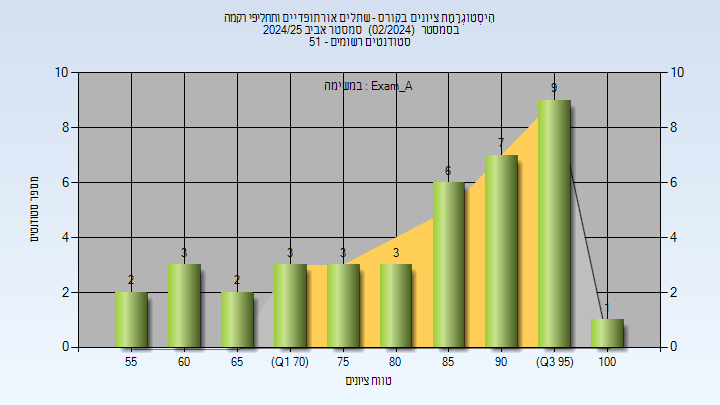 היסטוגרמת ציונים בקורס - שתלים אורתופדיים ותחליפי רקמה
בסמסטר (02/2024) סמסטר אביב 2024/25
סטודנטים רשומים - 51
במשימה : Exam_A
מספר סטודנטים
10 10
8 8
6 6
4 4
2 2
0 0
2 3 2 3 3 3 6 7 9 1
55 60 65 (Q1 70) 75 80 85 90 (Q3 95) 100
טווח ציונים